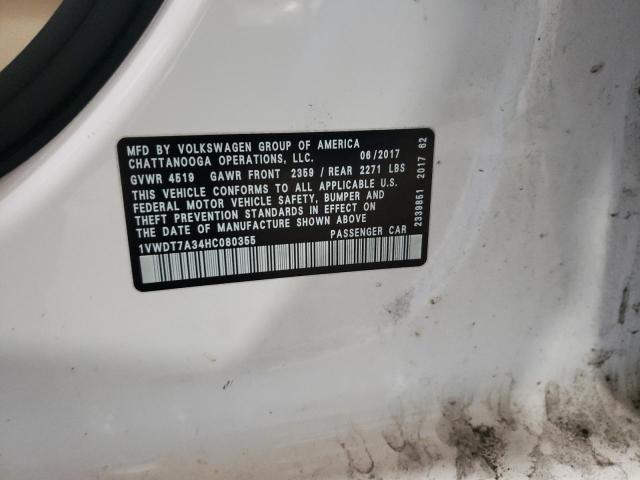 MFD BY VOLKSWAGEN GROUP OF AMERICA
CHATTANOOGA OPERATIONS, LLC. 06/2017
GVWR 4519 GAWR FRONT 2359 / REAR 2271 LBS
THIS VEHICLE CONFORMS TO ALL APPLICABLE U.S.
FEDERAL MOTOR VEHICLE SAFETY, BUMPER AND
THEFT PREVENTION STANDARDS IN EFFECT ON
THE DATE OF MANUFACTURE SHOWN ABOVE
1VWDT7A34HC080355 PASSENGER CAR
2339851 2017 62